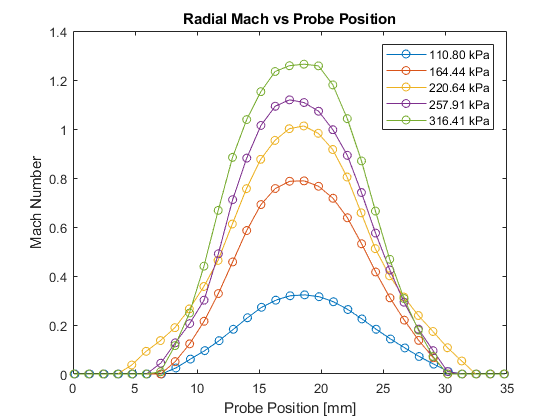 Radial Mach vs Probe Position
1.4
1.2
1
0.8
0.6
0.4
0.2
0
Mach Number
110.80 kPa
164.44 kPa
220.64 kPa
257.91 kPa
316.41 kPa
0 5 10 15 20 25 30 35
Probe Position [mm]